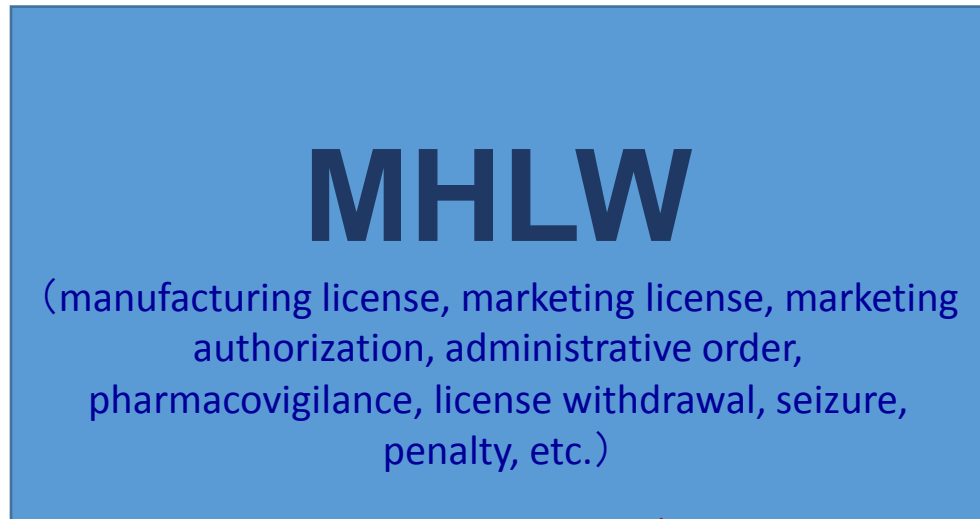 MHLW
（manufacturing license, marketing license, marketing
authorization, administrative order,
pharmacovigilance, license withdrawal, seizure,
penalty, etc.）